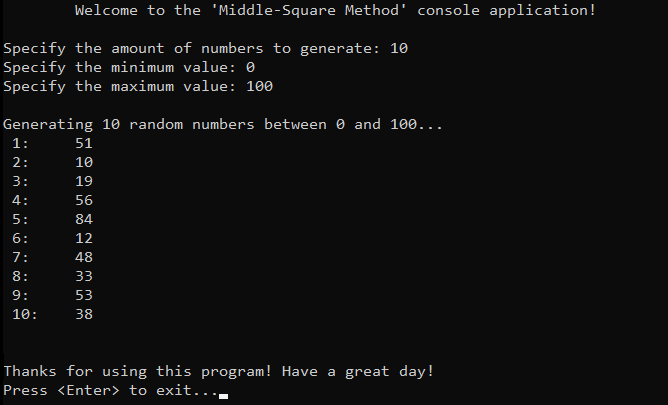 Welcome to the 'Middle-Square Method' console application!
Specify the amount of numbers to generate: 10
Specify the minimum value: 0
Specify the maximum value: 100
Generating 10 random numbers between 0 and 100...
1: 51
2: 10
3: 19
4: 56
5: 84
6: 12
7: 48
8: 33
9: 53
10: 38
Thanks for using this program! Have a great day!
Press <Enter> to exit...